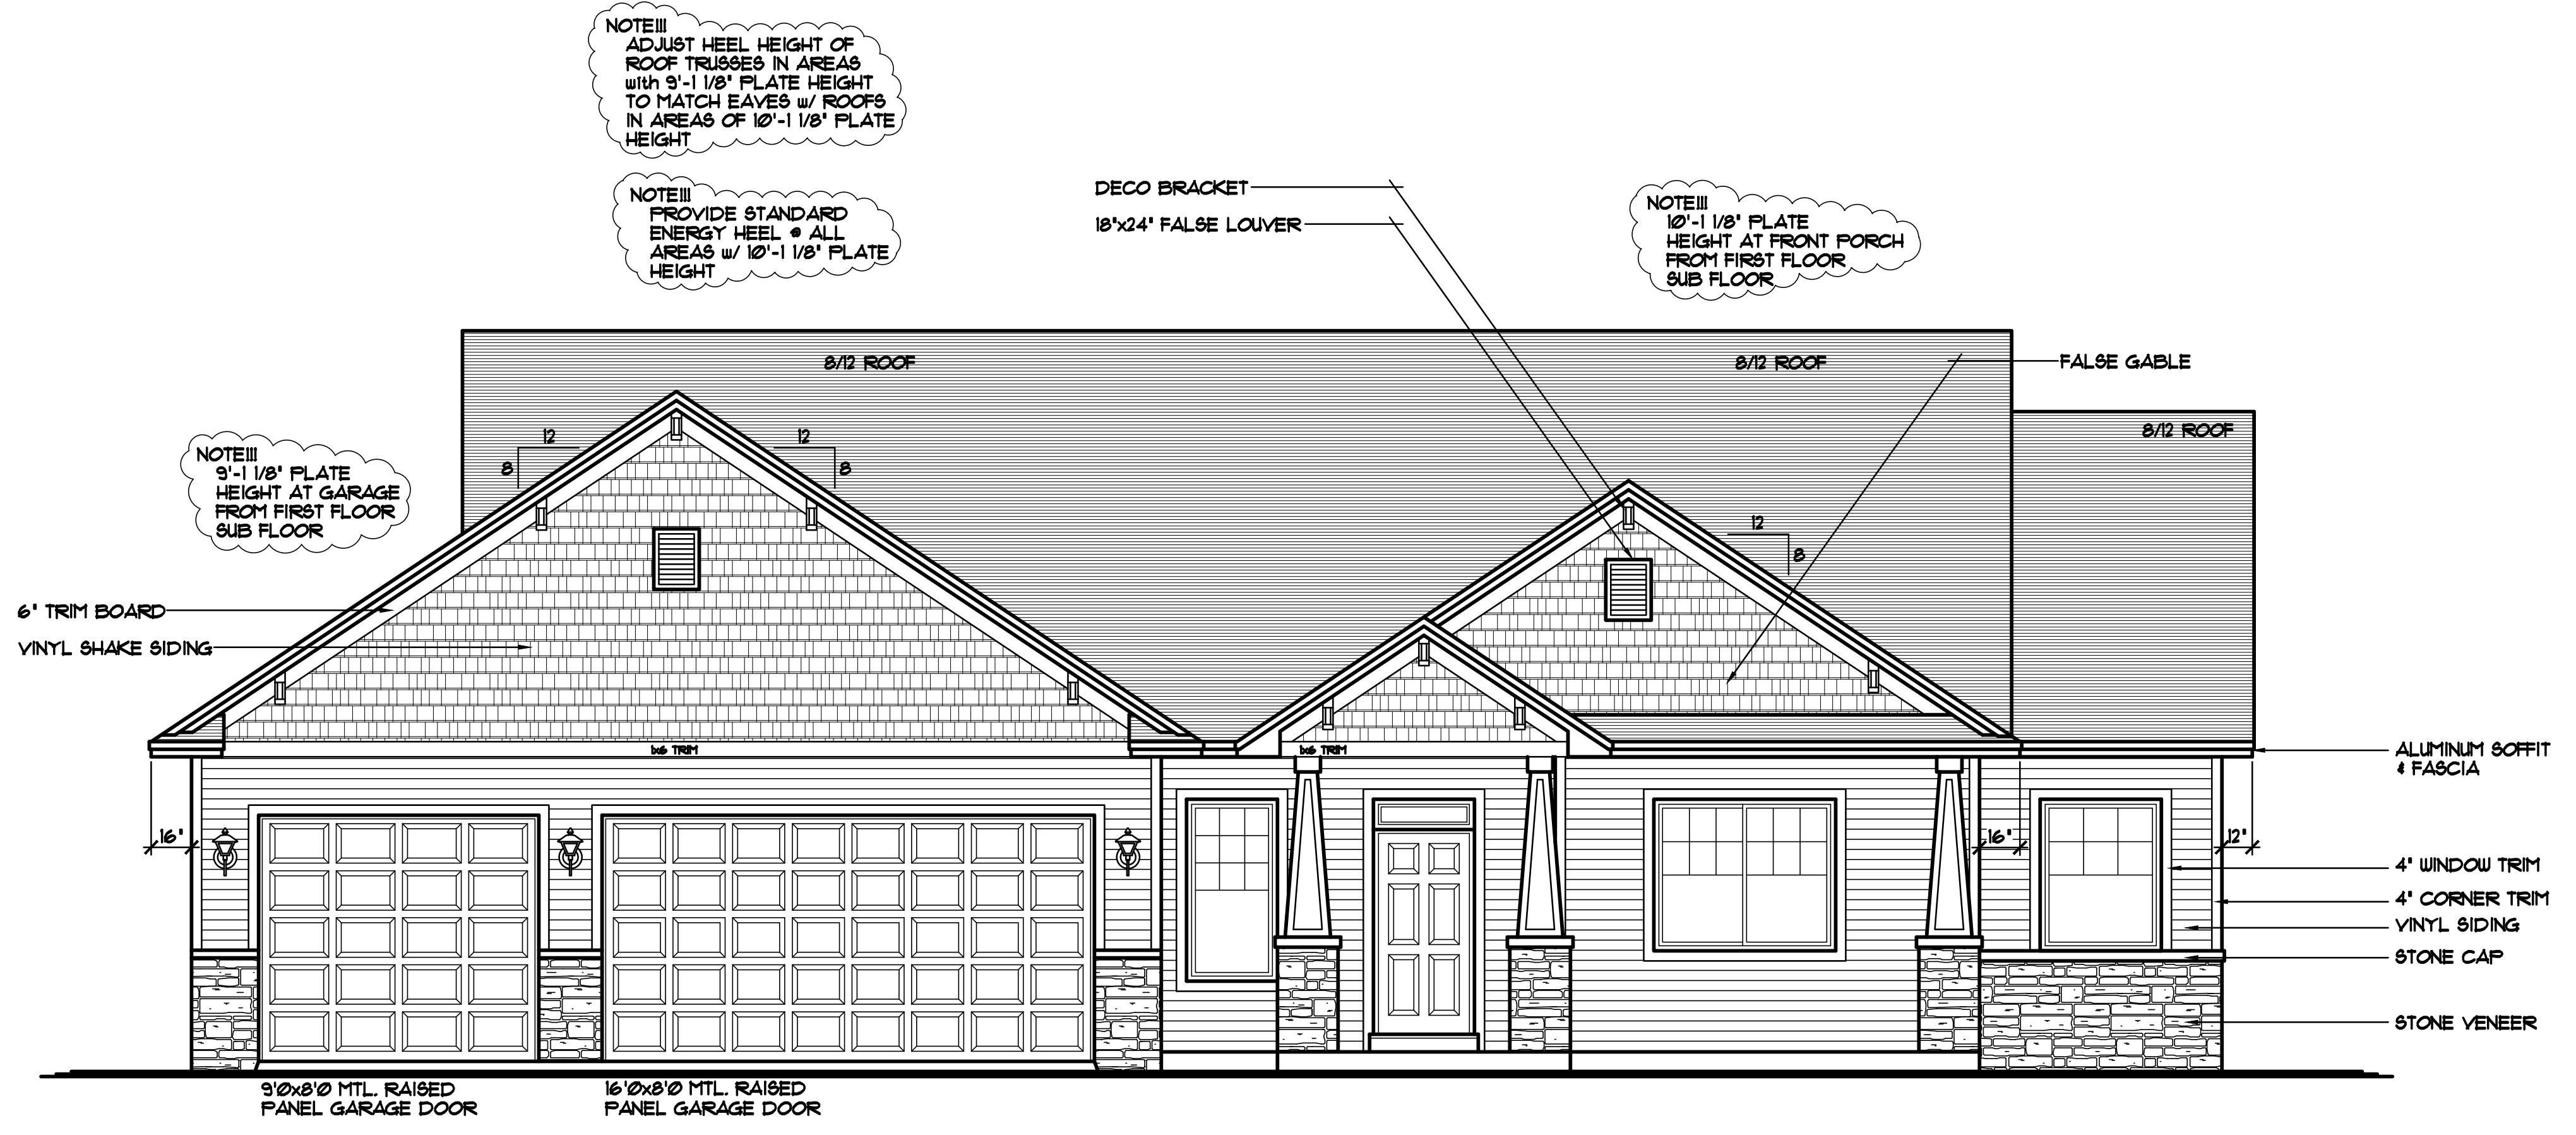 NOTE!!!
ADJUST HEEL HEIGHT OF
ROOF TRUSSES IN AREAS
with 9'-1 1/8" PLATE HEIGHT
TO MATCH EAVES w/ ROOFS
IN AREAS OF 10'-1 1/8" PLATE
HEIGHT
NOTE!!!
PROVIDE STANDARD
ENERGY HEEL @ ALL
AREAS w/ 10'-1 1/8" PLATE
HEIGHT
DECO BRACKET
18"x24" FALSE LOUVER
NOTE!!!
10'-1 1/8" PLATE
HEIGHT AT FRONT PORCH
FROM FIRST FLOOR
SUB FLOOR
8/12 ROOF
8/12 ROOF
FALSE GABLE
8/12 ROOF
NOTE!!!
9'-1 1/8" PLATE
HEIGHT AT GARAGE
FROM FIRST FLOOR
SUB FLOOR
12
8
12
8
12
8
6" TRIM BOARD
VINYL SHAKE SIDING
1x6 TRIM
1x6 TRIM
ALUMINUM SOFFIT
& FASCIA
16"
16"
12"
4" WINDOW TRIM
4" CORNER TRIM
VINYL SIDING
STONE CAP
STONE VENEER
9'0x8'0 MTL. RAISED
PANEL GARAGE DOOR
16'0x8'0 MTL. RAISED
PANEL GARAGE DOOR